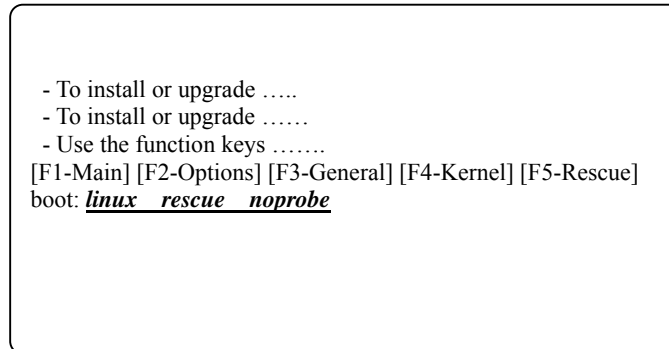 - To install or upgrade …..
- To install or upgrade ……
- Use the function keys …….
[F1-Main] [F2-Options] [F3-General] [F4-Kernel] [F5-Rescue]
boot: linux rescue noprobe